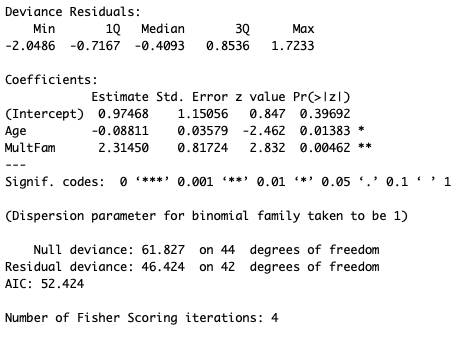 Deviance Residuals:
Min 1Q Median 3Q Max
-2.0486 -0.7167 -0.4093 0.8536 1.7233
Coefficients:
Estimate Std. Error z value Pr(>|z|)
(Intercept) 0.97468 1.15056 0.847 0.39692
Age -0.08811 0.03579 -2.462 0.01383 *
MultFam 2.31450 0.81724 2.832 0.00462 **
---
Signif. codes: 0 ‘***’ 0.001 ‘**’ 0.01 ‘*’ 0.05 ‘.’ 0.1 ‘ ’ 1
(Dispersion parameter for binomial family taken to be 1)
Null deviance: 61.827 on 44 degrees of freedom
Residual deviance: 46.424 on 42 degrees of freedom
AIC: 52.424
Number of Fisher Scoring iterations: 4